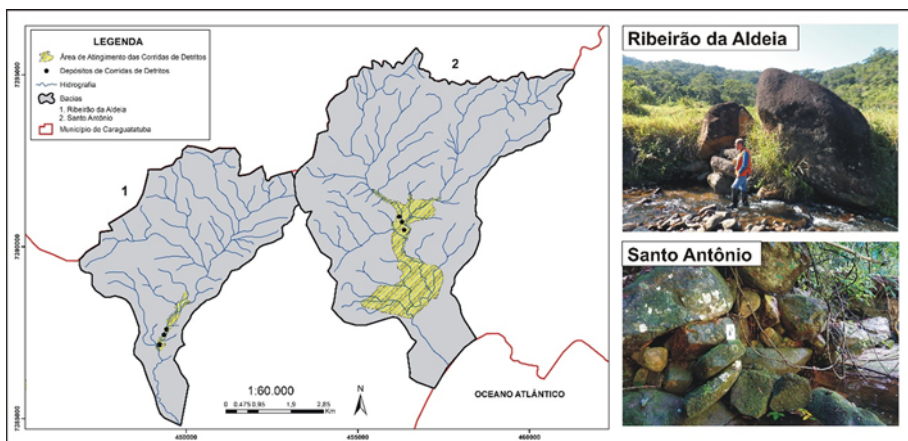 LEGENDA
Área de Atingimento das Corridas de Detritos
Depósitos de Corridas de Detritos
Hidrografia
Bacias
1. Ribeirão da Aldeia
2. Santo Antônio
Município de Caraguatatuba
1
2
1:60.000
0 0,475 0,95 1,9 2,85
Km
N
OCEANO ATLÂNTICO
450000
455000
460000
Ribeirão da Aldeia
Santo Antônio